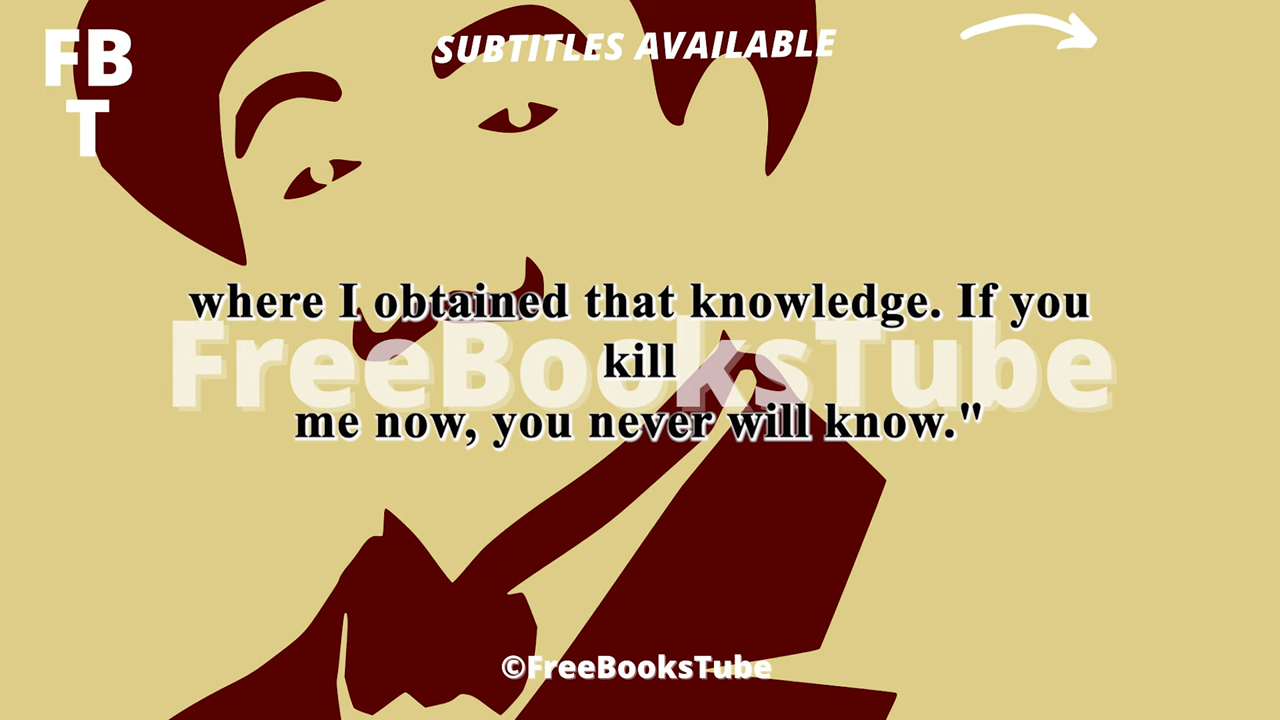 FB
T
SUBTITLES AVAILABLE
where I obtained that knowledge. If you
kill
me now, you never will know."
FreeBooksTube
©FreeBooksTube